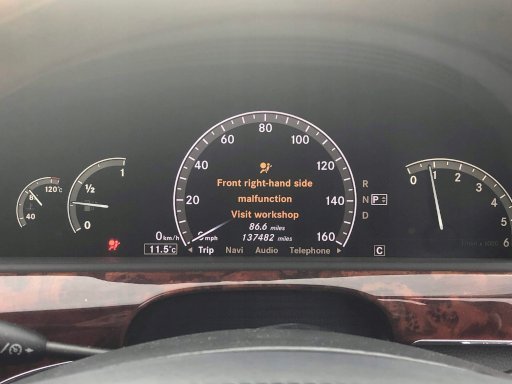 120°C
8
40
1
½
0
20
40
60
80
100
120
140
160
Front right-hand side
malfunction
Visit workshop
86.6 miles
137482 miles
0 km/h
mph
11.5°C
Trip Navi Audio Telephone
R
N P
D
C
0
1
2
3
4
5
6